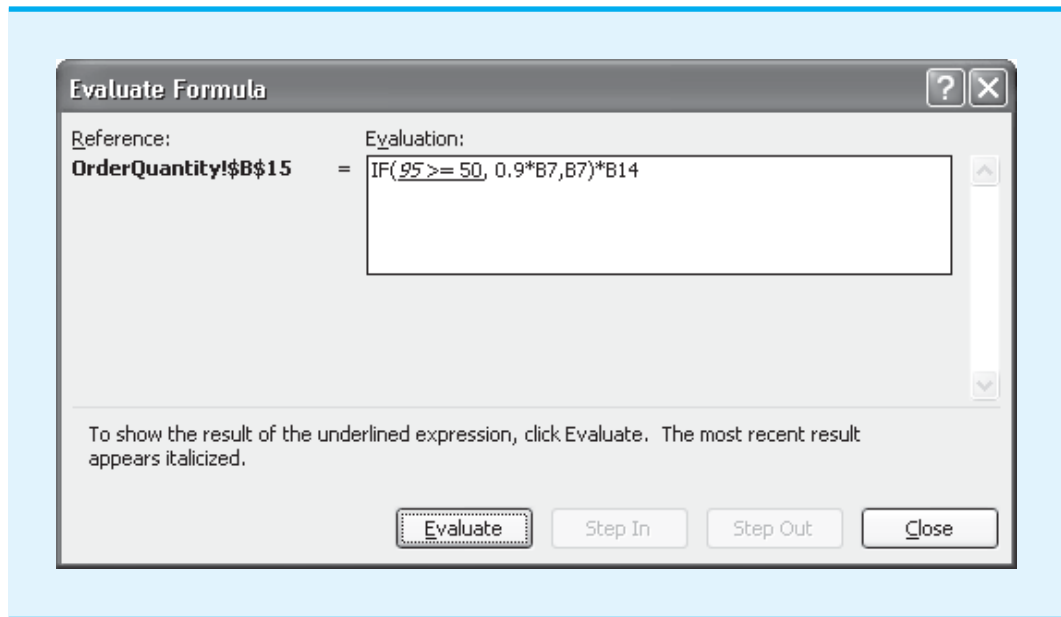 Evaluate Formula
Reference:
Evaluation:
OrderQuantity!$B$15 = IF(95 >= 50, 0.9*B7,B7)*B14
To show the result of the underlined expression, click Evaluate. The most recent result
appears italicized.
Evaluate Step In Step Out Close